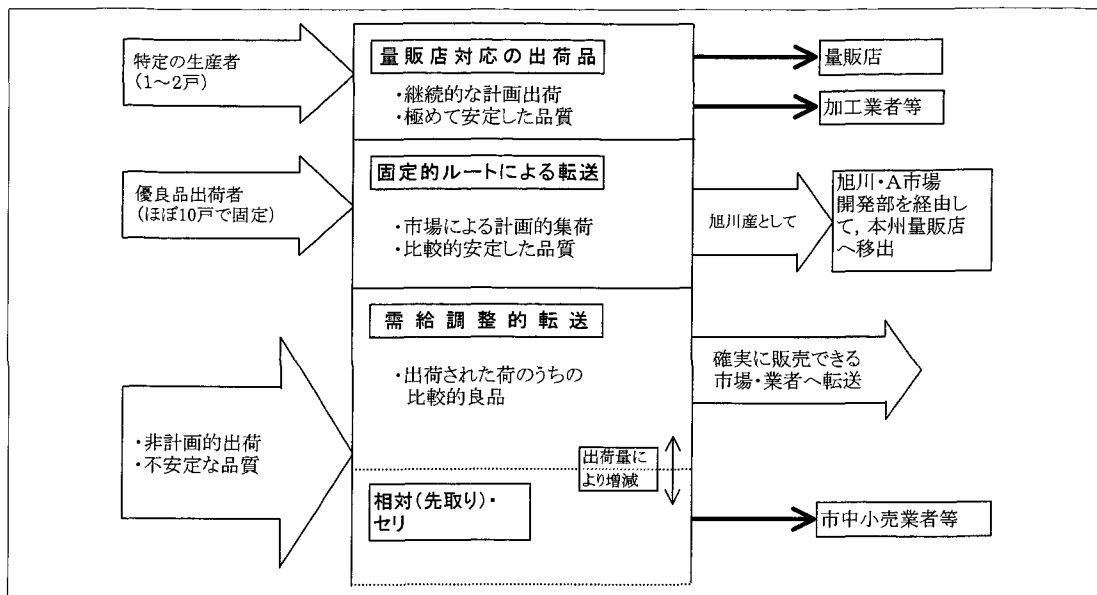 特定の生産者
(1～2戸)
量販店対応の出荷品
・継続的な計画出荷
・極めて安定した品質
量販店
加工業者等
優良品出荷者
(ほぼ10戸で固定)
固定的ルートによる転送
・市場による計画的集荷
・比較的安定した品質
旭川産として
旭川・A市場
開発部を経由し
て，本州量販店
へ移出
・非計画的出荷
・不安定な品質
需給調整的転送
・出荷された荷のうちの
比較的良品
確実に販売できる
市場・業者へ転送
出荷量に
より増減
相対(先取り)・
セリ
市中小売業者等